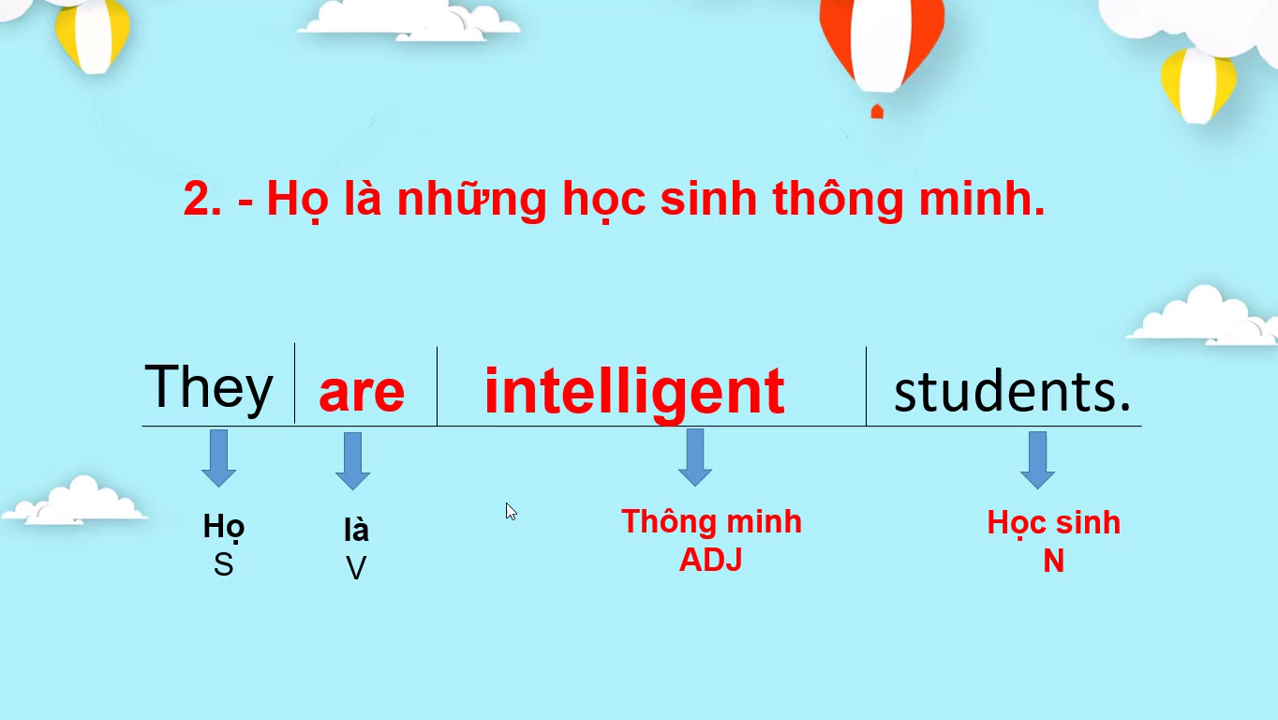 2. - Họ là những học sinh thông minh.
They are intelligent students.
Họ là Thông minh Học sinh
S V ADJ N